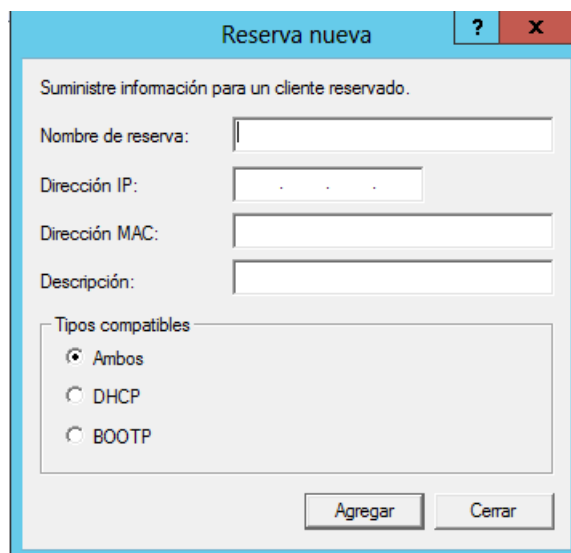 Reserva nueva
? x
Suministre información para un cliente reservado.
Nombre de reserva:
Dirección IP:
. . .
Dirección MAC:
Descripción:
Tipos compatibles
Ambos
DHCP
BOOTP
Agregar Cerrar